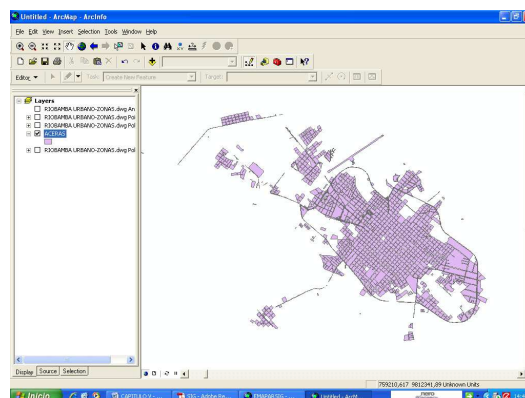 Untitled - ArcMap - ArcInfo
File Edit View Insert Selection Tools Window Help
Editor Task: Create New Feature Target:
Layers
RIOBAMBA URBANO-ZONAS.dwg An
RIOBAMBA URBANO-ZONAS.dwg Poi
RIOBAMBA URBANO-ZONAS.dwg Pol
ACERAS
RIOBAMBA URBANO-ZONAS.dwg Pol
Display Source Selection
759210,617 9812341,89 Unknown Units
Inicio CAPITULO V - ... SIG - Adobe Re... EMAPAR SIG - ... Untitled - ArcM... nero